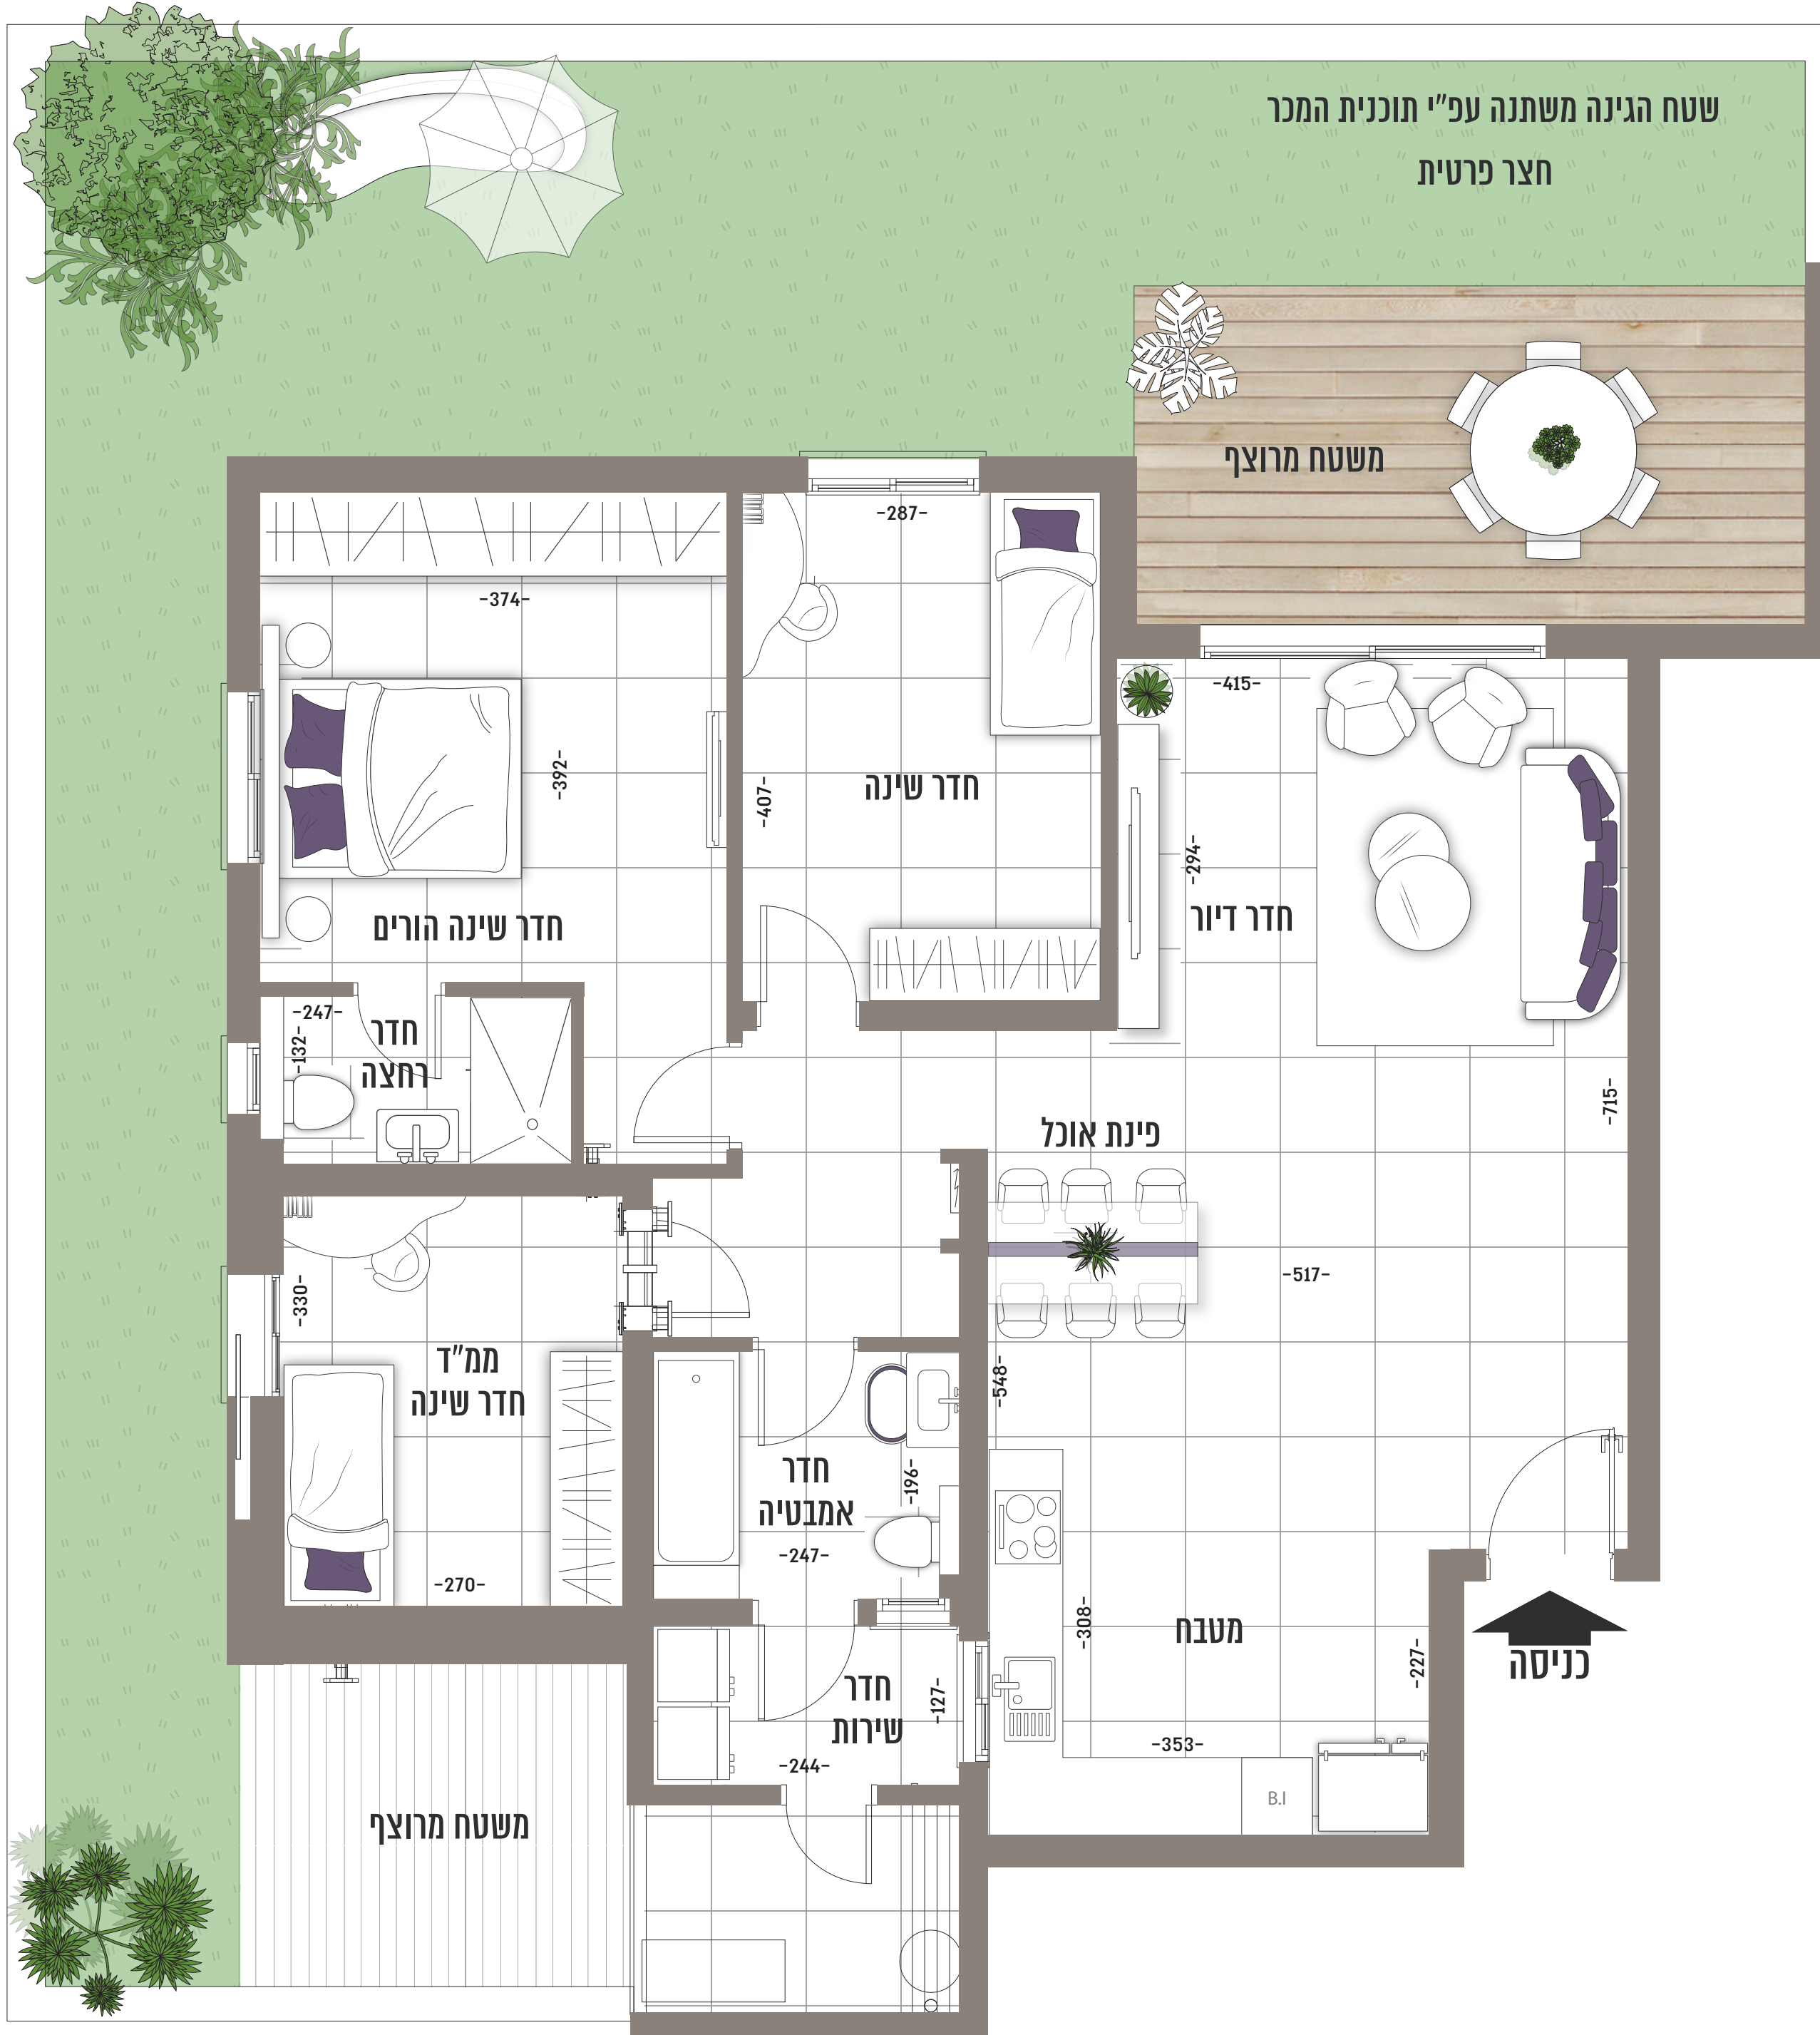 שטח הגינה משתנה עפ"י תוכנית המכר
חצר פרטית
משטח מרוצף
-287-
-374-
-415-
-392-
-407-
חדר שינה
-294-
חדר דיור
חדר שינה הורים
-247-
-132-
חדר
רחצה
-715-
פינת אוכל
-517-
-330-
ממ"ד
חדר שינה
-548-
חדר
אמבטיה
-196-
-247-
-270-
-308-
מטבח
-227-
כניסה
חדר
שירות
-127-
-244-
-353-
B.I
משטח מרוצף